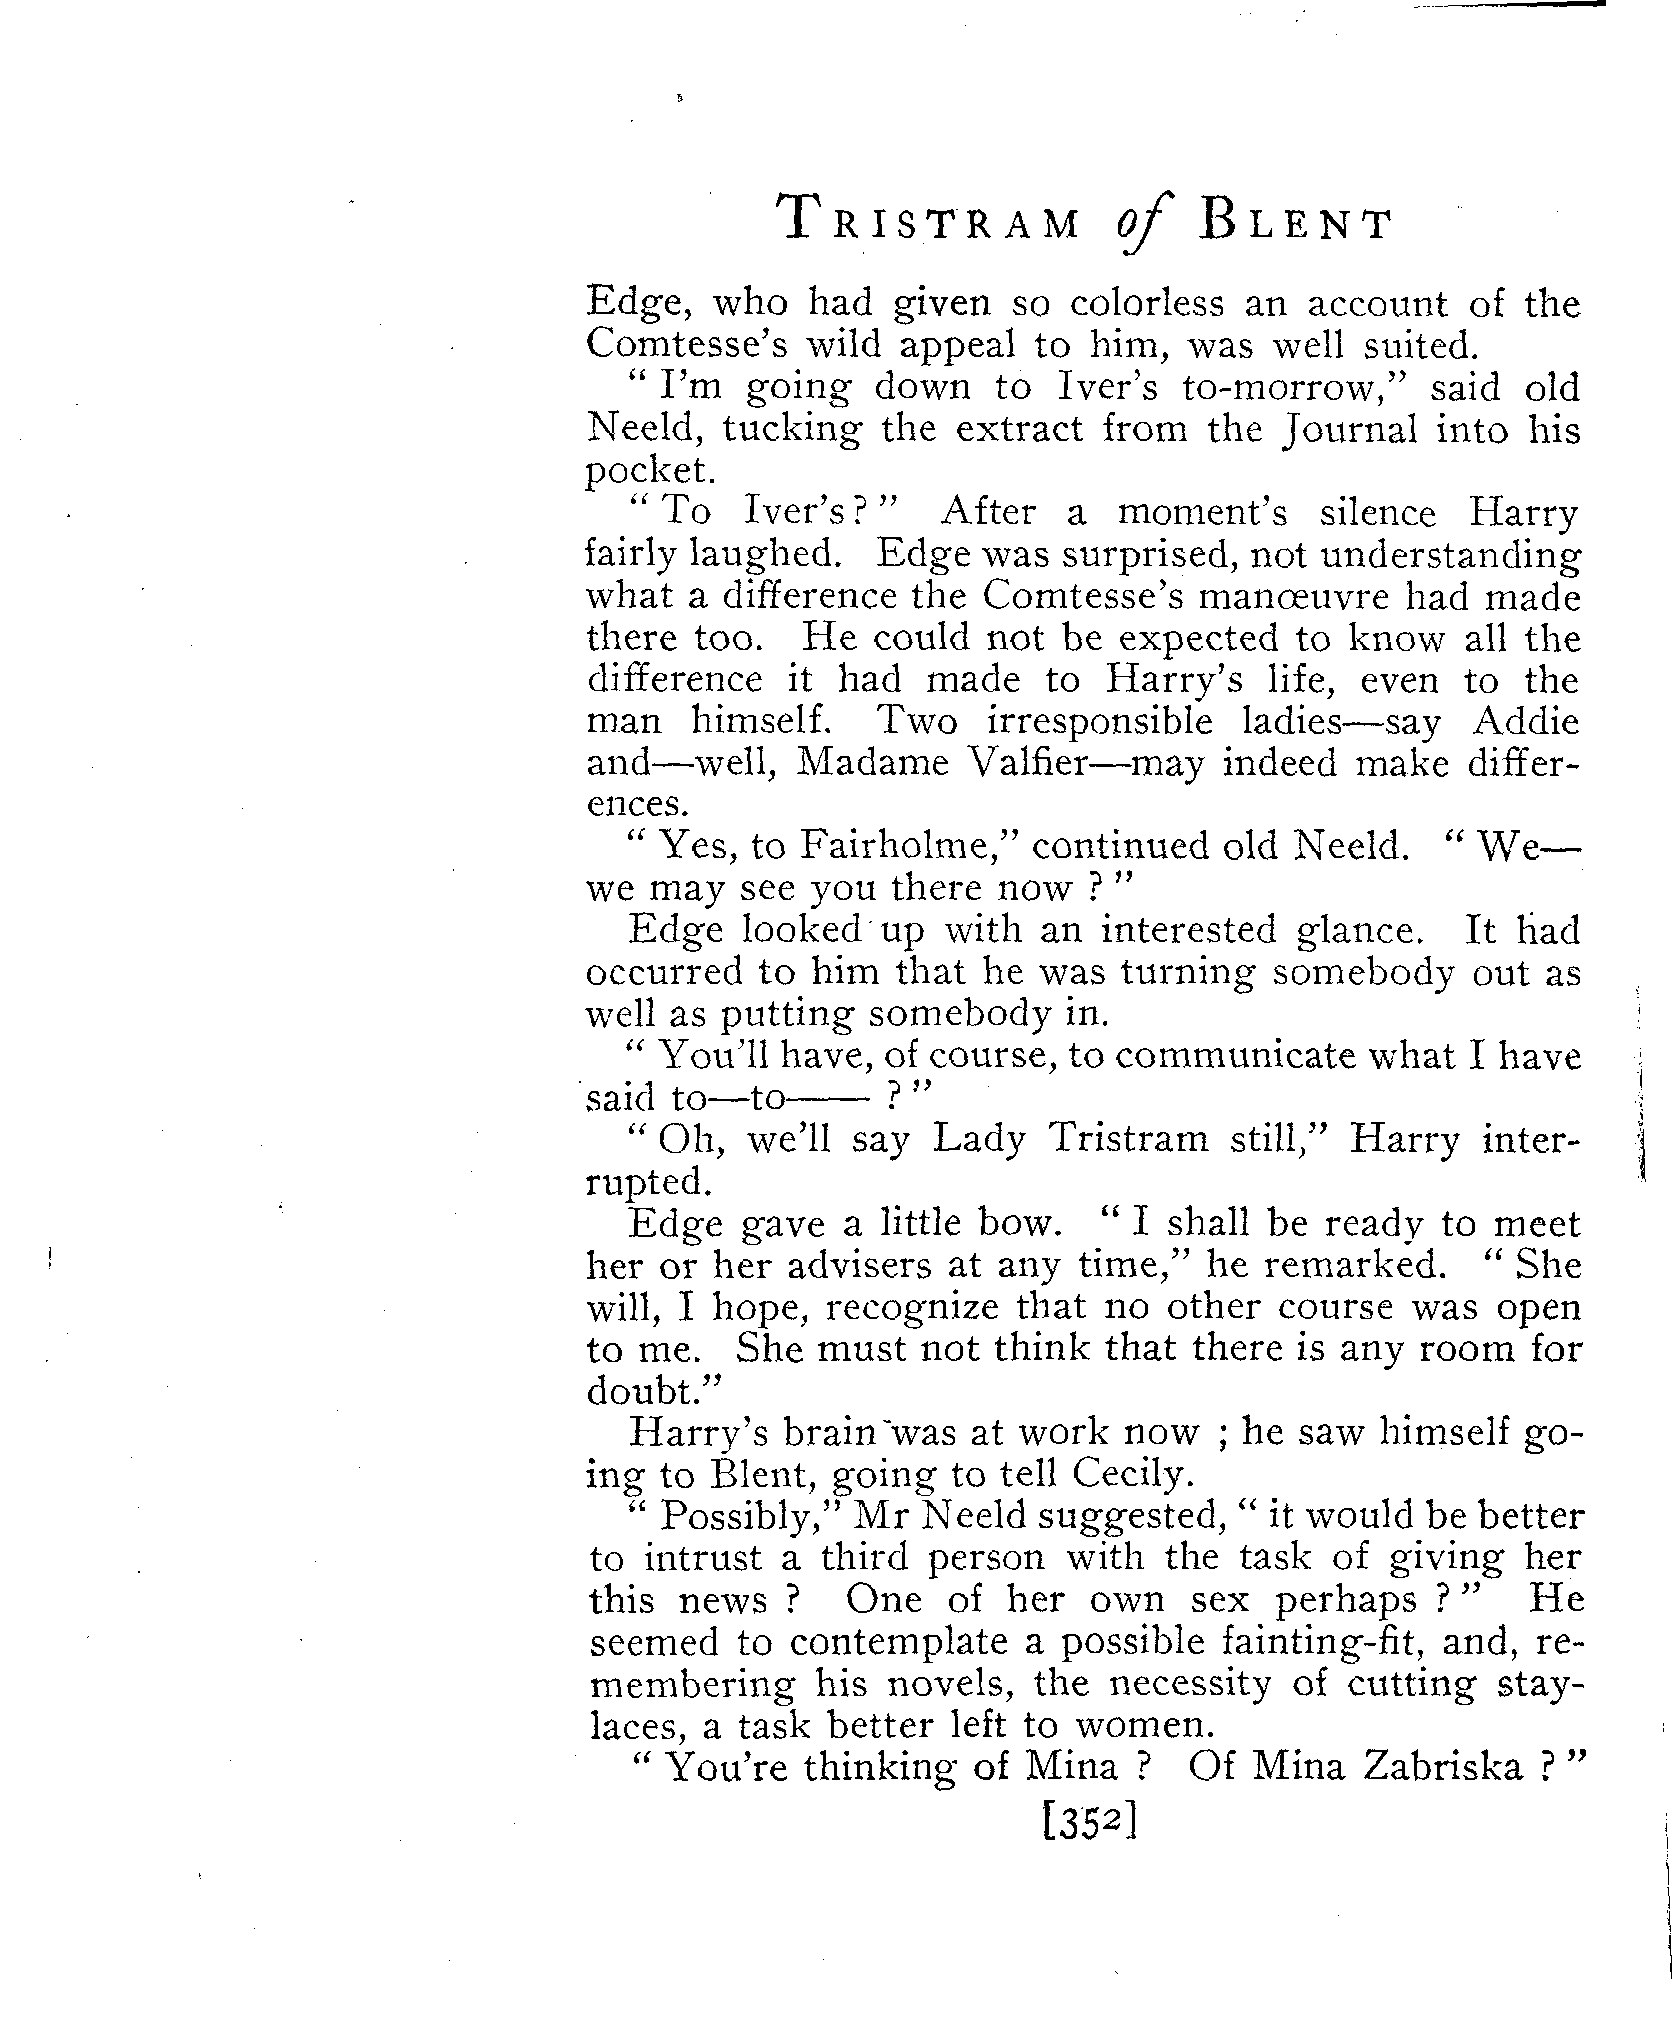 TRISTRAM of BLENT
Edge, who had given so colorless an account of the
Comtesse's wild appeal to him, was well suited.
“ I'm going down to Iver's to-morrow,” said old
Neeld, tucking the extract from the Journal into his
pocket.
“ To Iver's? ” After a moment's silence Harry
fairly laughed. Edge was surprised, not understanding
what a difference the Comtesse's manœuvre had made
there too. He could not be expected to know all the
difference it had made to Harry's life, even to the
man himself. Two irresponsible ladies—say Addie
and—well, Madame Valfier—may indeed make differ-
ences.
“ Yes, to Fairholme,” continued old Neeld. “ We—
we may see you there now ? ”
Edge looked up with an interested glance. It had
occurred to him that he was turning somebody out as
well as putting somebody in.
“ You'll have, of course, to communicate what I have
said to—to—— ? ”
“ Oh, we'll say Lady Tristram still,” Harry inter-
rupted.
Edge gave a little bow. “ I shall be ready to meet
her or her advisers at any time,” he remarked. “ She
will, I hope, recognize that no other course was open
to me. She must not think that there is any room for
doubt.”
Harry's brain was at work now ; he saw himself go-
ing to Blent, going to tell Cecily.
“ Possibly,” Mr Neeld suggested, “ it would be better
to intrust a third person with the task of giving her
this news ? One of her own sex perhaps ? ” He
seemed to contemplate a possible fainting-fit, and, re-
membering his novels, the necessity of cutting stay-
laces, a task better left to women.
“ You're thinking of Mina ? Of Mina Zabriska ? ”
[352]